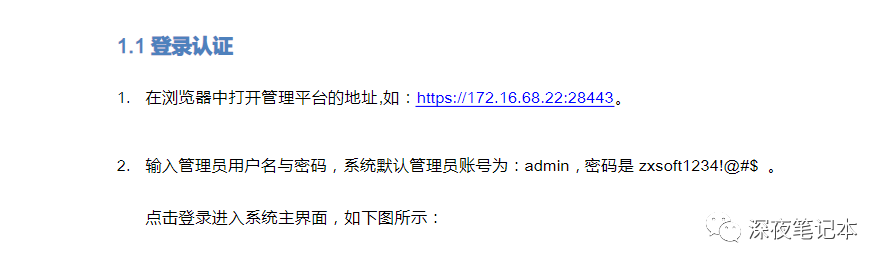 1.1 登录认证
1. 在浏览器中打开管理平台的地址,如：https://172.16.68.22:28443。
2. 输入管理员用户名与密码，系统默认管理员账号为：admin，密码是 zxsoft1234!@#$ 。
点击登录进入系统主界面，如下图所示：
深夜笔记本